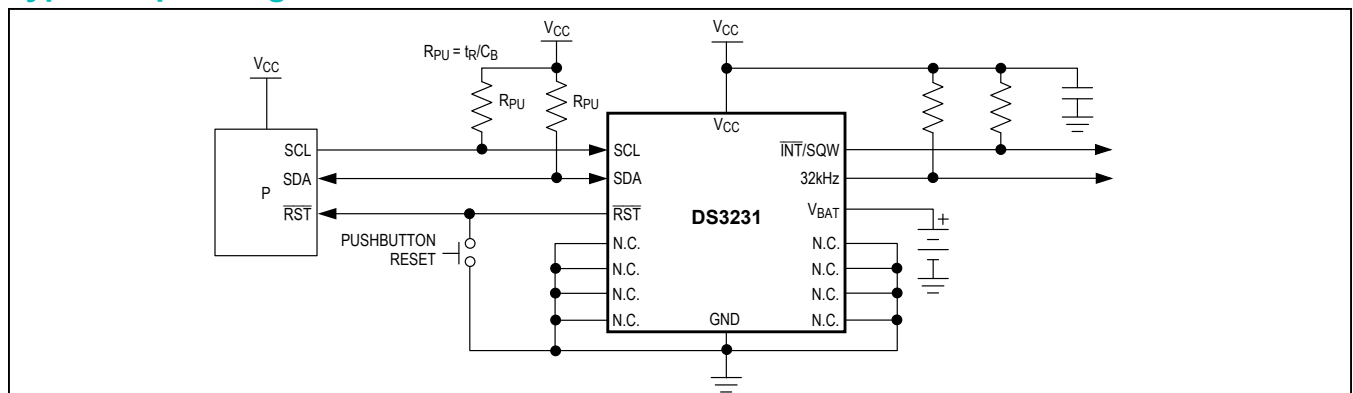 VCC
RPU = tR/CB
VCC
VCC
RPU
RPU
P
SCL
SDA
RST
PUSHBUTTON
RESET
DS3231
VCC
SCL
SDA
RST
N.C.
N.C.
N.C.
N.C.
GND
INT/SQW
32kHz
VBAT
N.C.
N.C.
N.C.
N.C.
+